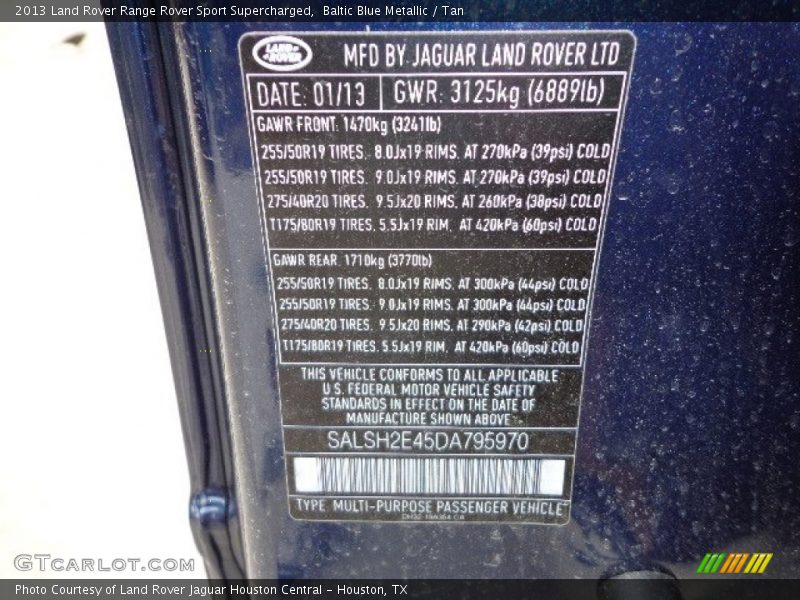 2013 Land Rover Range Rover Sport Supercharged, Baltic Blue Metallic / Tan
LAND ROVER
MFD BY JAGUAR LAND ROVER LTD
DATE: 01/13 GWR: 3125kg (6889lb)
GAWR FRONT: 1470kg (3241lb)
255/50R19 TIRES. 8.0Jx19 RIMS. AT 270kPa (39psi) COLD
255/50R19 TIRES. 9.0Jx19 RIMS. AT 270kPa (39psi) COLD
275/40R20 TIRES. 9.5Jx20 RIMS. AT 260kPa (38psi) COLD
T175/80R19 TIRES. 5.5Jx19 RIM. AT 420kPa (60psi) COLD
GAWR REAR. 1710kg (3770lb)
255/50R19 TIRES. 8.0Jx19 RIMS. AT 300kPa (44psi) COLD
255/50R19 TIRES. 9.0Jx19 RIMS. AT 300kPa (44psi) COLD
275/40R20 TIRES. 9.5Jx20 RIMS. AT 290kPa (42psi) COLD
T175/80R19 TIRES. 5.5Jx19 RIM. AT 420kPa (60psi) COLD
THIS VEHICLE CONFORMS TO ALL APPLICABLE
U.S. FEDERAL MOTOR VEHICLE SAFETY
STANDARDS IN EFFECT ON THE DATE OF
MANUFACTURE SHOWN ABOVE
SALSH2E45DA795970
TYPE: MULTI-PURPOSE PASSENGER VEHICLE
GTCARLOT.COM
Photo Courtesy of Land Rover Jaguar Houston Central - Houston, TX